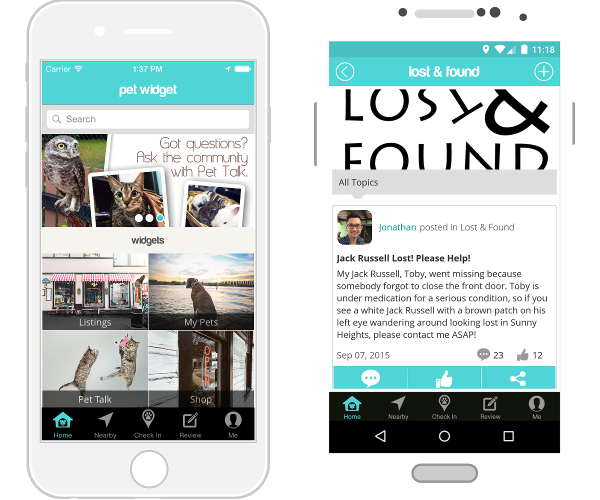 Carrier
1:37 PM
pet widget
Search
Got questions?
Ask the community
with Pet Talk.
widgets
Listings
My Pets
Pet Talk
Shop
Home
Nearby
Check In
Review
Me
11:18
lost & found
LOST &
FOUND
All Topics
Jonathan posted in Lost & Found
Jack Russell Lost! Please Help!
My Jack Russell, Toby, went missing because
somebody forgot to close the front door. Toby is
under medication for a serious condition, so if you
see a white Jack Russell with a brown patch on his
left eye wandering around looking lost in Sunny
Heights, please contact me ASAP!
Sep 07, 2015
23
12
Home
Nearby
Check In
Review
Me